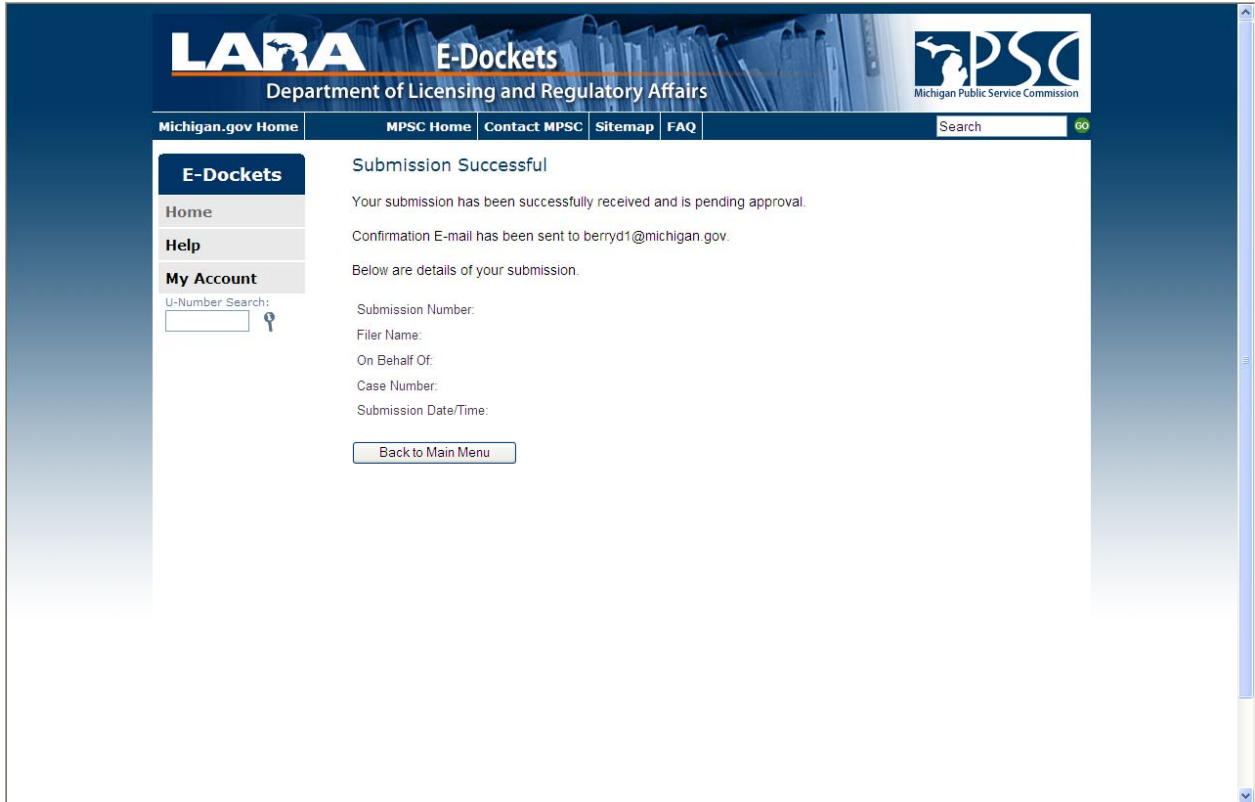 LARA
E-Dockets
Department of Licensing and Regulatory Affairs
PSC
Michigan Public Service Commission
Michigan.gov Home MPSC Home Contact MPSC Sitemap FAQ Search GO
E-Dockets
Home
Help
My Account
U-Number Search:
Submission Successful
Your submission has been successfully received and is pending approval.
Confirmation E-mail has been sent to berryd1@michigan.gov.
Below are details of your submission.
Submission Number:
Filer Name:
On Behalf Of:
Case Number:
Submission Date/Time:
Back to Main Menu